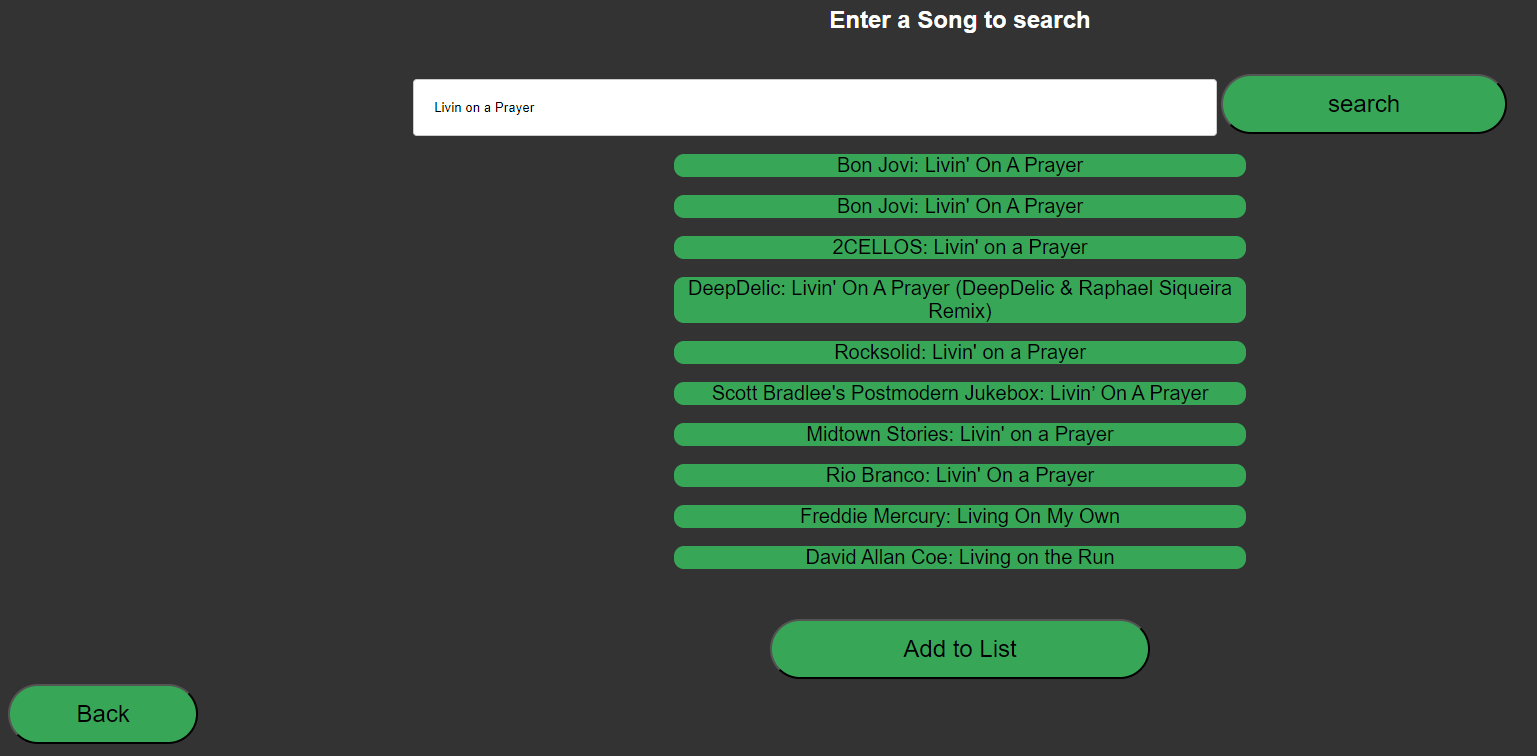 Enter a Song to search
Livin on a Prayer
search
Bon Jovi: Livin' On A Prayer
Bon Jovi: Livin' On A Prayer
2CELLOS: Livin' on a Prayer
DeepDelic: Livin' On A Prayer (DeepDelic & Raphael Siqueira
Remix)
Rocksolid: Livin' on a Prayer
Scott Bradlee's Postmodern Jukebox: Livin’ On A Prayer
Midtown Stories: Livin' on a Prayer
Rio Branco: Livin' On a Prayer
Freddie Mercury: Living On My Own
David Allan Coe: Living on the Run
Add to List
Back